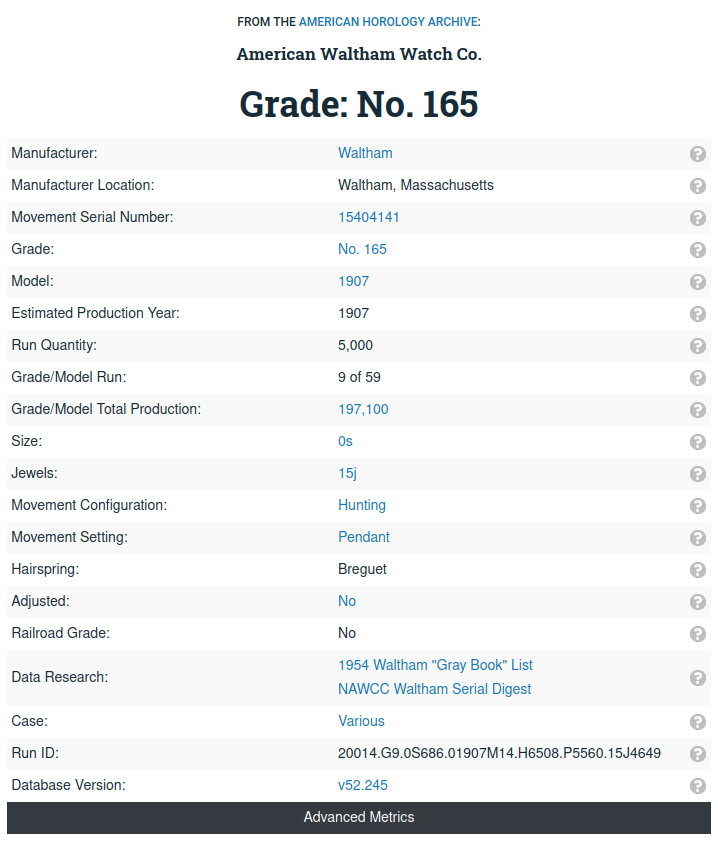 FROM THE AMERICAN HOROLOGY ARCHIVE:
American Waltham Watch Co.
Grade: No. 165
Manufacturer: Waltham ?
Manufacturer Location: Waltham, Massachusetts ?
Movement Serial Number: 15404141 ?
Grade: No. 165 ?
Model: 1907 ?
Estimated Production Year: 1907 ?
Run Quantity: 5,000 ?
Grade/Model Run: 9 of 59 ?
Grade/Model Total Production: 197,100 ?
Size: 0s ?
Jewels: 15j ?
Movement Configuration: Hunting ?
Movement Setting: Pendant ?
Hairspring: Breguet ?
Adjusted: No ?
Railroad Grade: No ?
Data Research: 1954 Waltham "Gray Book" List
NAWCC Waltham Serial Digest ?
Case: Various ?
Run ID: 20014.G9.0S686.01907M14.H6508.P5560.15J4649 ?
Database Version: v52.245 ?
Advanced Metrics